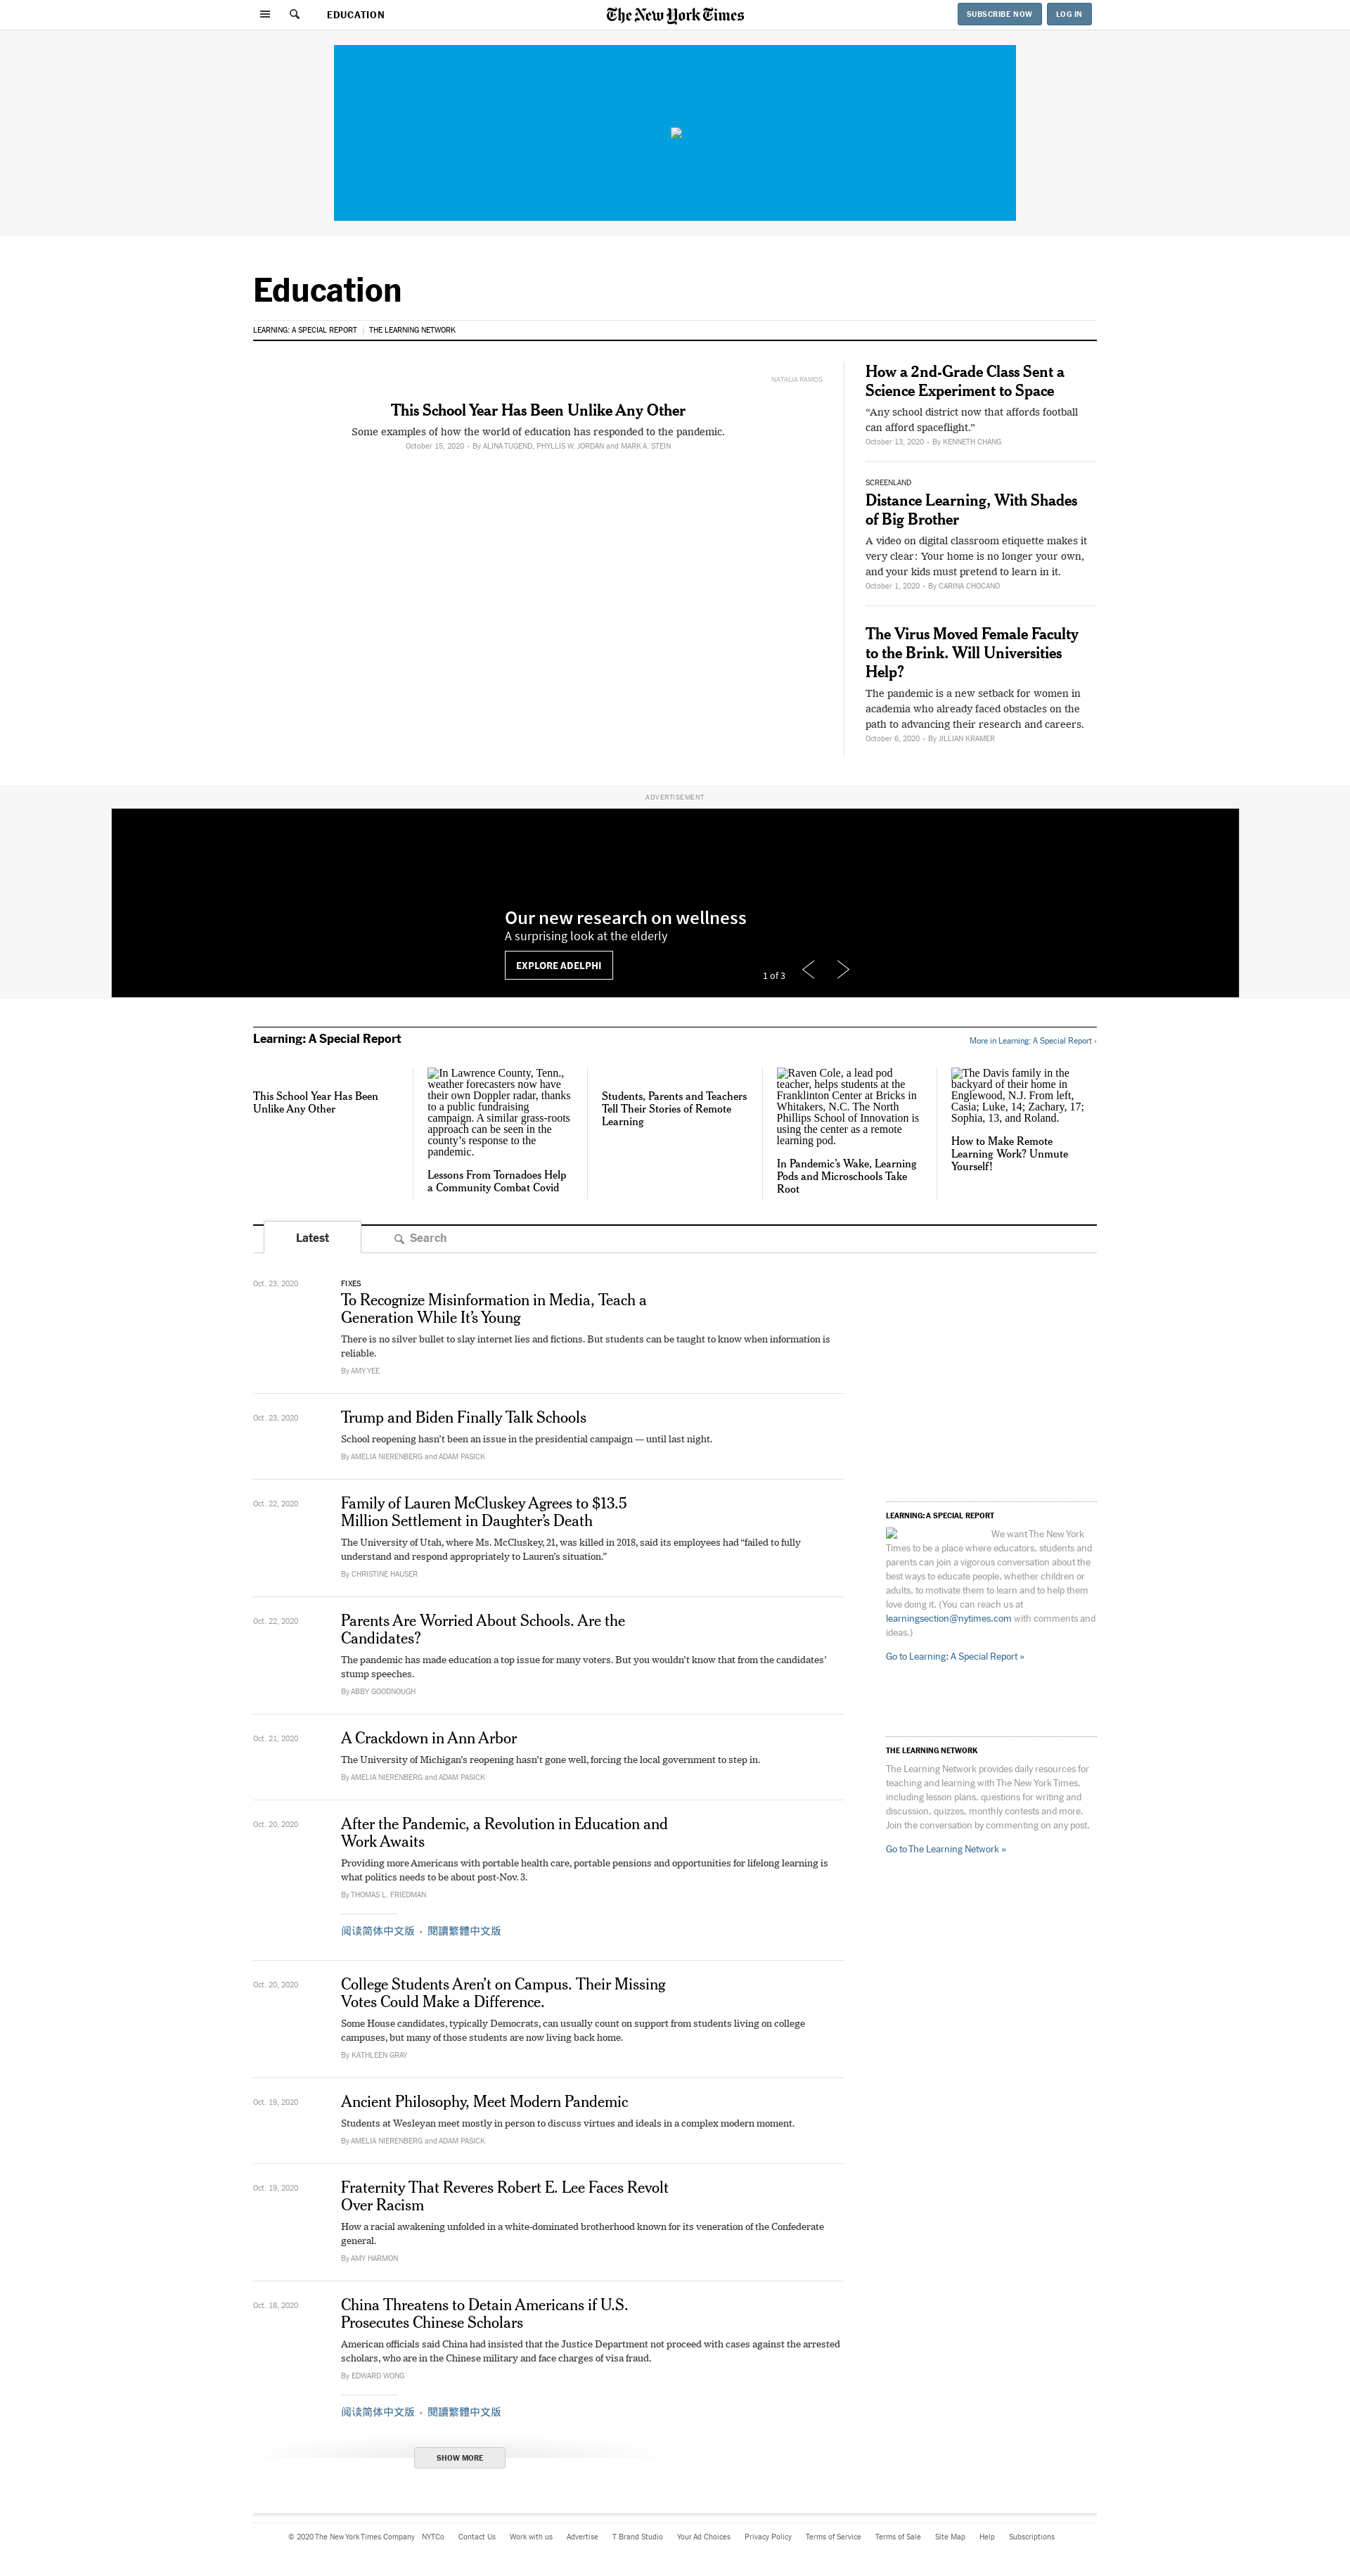 EDUCATION
The New York Times
SUBSCRIBE NOW
LOG IN
Education
LEARNING: A SPECIAL REPORT | THE LEARNING NETWORK
NATALIA RAMOS
This School Year Has Been Unlike Any Other
Some examples of how the world of education has responded to the pandemic.
October 15, 2020 - By ALINA TUGEND, PHYLLIS W. JORDAN and MARK A. STEIN
How a 2nd-Grade Class Sent a
Science Experiment to Space
“Any school district now that affords football
can afford spaceflight.”
October 13, 2020 - By KENNETH CHANG
SCREENLAND
Distance Learning, With Shades
of Big Brother
A video on digital classroom etiquette makes it
very clear: Your home is no longer your own,
and your kids must pretend to learn in it.
October 1, 2020 - By CARINA CHOCANO
The Virus Moved Female Faculty
to the Brink. Will Universities
Help?
The pandemic is a new setback for women in
academia who already faced obstacles on the
path to advancing their research and careers.
October 6, 2020 - By JILLIAN KRAMER
ADVERTISEMENT
Our new research on wellness
A surprising look at the elderly
EXPLORE ADELPHI
1 of 3
Learning: A Special Report
More in Learning: A Special Report ›
This School Year Has Been
Unlike Any Other
In Lawrence County, Tenn.,
weather forecasters now have
their own Doppler radar, thanks
to a public fundraising
campaign. A similar grass-roots
approach can be seen in the
county’s response to the
pandemic.
Lessons From Tornadoes Help
a Community Combat Covid
Students, Parents and Teachers
Tell Their Stories of Remote
Learning
Raven Cole, a lead pod
teacher, helps students at the
Franklinton Center at Bricks in
Whitakers, N.C. The North
Phillips School of Innovation is
using the center as a remote
learning pod.
In Pandemic’s Wake, Learning
Pods and Microschools Take
Root
The Davis family in the
backyard of their home in
Englewood, N.J. From left,
Casia; Luke, 14; Zachary, 17;
Sophia, 13, and Roland.
How to Make Remote
Learning Work? Unmute
Yourself!
Latest
Search
Oct. 23, 2020
FIXES
To Recognize Misinformation in Media, Teach a
Generation While It’s Young
There is no silver bullet to slay internet lies and fictions. But students can be taught to know when information is
reliable.
By AMY YEE
Oct. 23, 2020
Trump and Biden Finally Talk Schools
School reopening hasn’t been an issue in the presidential campaign — until last night.
By AMELIA NIERENBERG and ADAM PASICK
Oct. 22, 2020
Family of Lauren McCluskey Agrees to $13.5
Million Settlement in Daughter’s Death
The University of Utah, where Ms. McCluskey, 21, was killed in 2018, said its employees had “failed to fully
understand and respond appropriately to Lauren’s situation.”
By CHRISTINE HAUSER
Oct. 22, 2020
Parents Are Worried About Schools. Are the
Candidates?
The pandemic has made education a top issue for many voters. But you wouldn’t know that from the candidates’
stump speeches.
By ABBY GOODNOUGH
Oct. 21, 2020
A Crackdown in Ann Arbor
The University of Michigan’s reopening hasn’t gone well, forcing the local government to step in.
By AMELIA NIERENBERG and ADAM PASICK
Oct. 20, 2020
After the Pandemic, a Revolution in Education and
Work Awaits
Providing more Americans with portable health care, portable pensions and opportunities for lifelong learning is
what politics needs to be about post-Nov. 3.
By THOMAS L. FRIEDMAN
阅读简体中文版 • 閱讀繁體中文版
Oct. 20, 2020
College Students Aren’t on Campus. Their Missing
Votes Could Make a Difference.
Some House candidates, typically Democrats, can usually count on support from students living on college
campuses, but many of those students are now living back home.
By KATHLEEN GRAY
Oct. 19, 2020
Ancient Philosophy, Meet Modern Pandemic
Students at Wesleyan meet mostly in person to discuss virtues and ideals in a complex modern moment.
By AMELIA NIERENBERG and ADAM PASICK
Oct. 19, 2020
Fraternity That Reveres Robert E. Lee Faces Revolt
Over Racism
How a racial awakening unfolded in a white-dominated brotherhood known for its veneration of the Confederate
general.
By AMY HARMON
Oct. 18, 2020
China Threatens to Detain Americans if U.S.
Prosecutes Chinese Scholars
American officials said China had insisted that the Justice Department not proceed with cases against the arrested
scholars, who are in the Chinese military and face charges of visa fraud.
By EDWARD WONG
阅读简体中文版 • 閱讀繁體中文版
SHOW MORE
LEARNING: A SPECIAL REPORT
We want The New York
Times to be a place where educators, students and
parents can join a vigorous conversation about the
best ways to educate people, whether children or
adults, to motivate them to learn and to help them
love doing it. (You can reach us at
learningsection@nytimes.com with comments and
ideas.)
Go to Learning: A Special Report »
THE LEARNING NETWORK
The Learning Network provides daily resources for
teaching and learning with The New York Times,
including lesson plans, questions for writing and
discussion, quizzes, monthly contests and more.
Join the conversation by commenting on any post.
Go to The Learning Network »
© 2020 The New York Times Company NYTCo Contact Us Work with us Advertise T Brand Studio Your Ad Choices Privacy Policy Terms of Service Terms of Sale Site Map Help Subscriptions